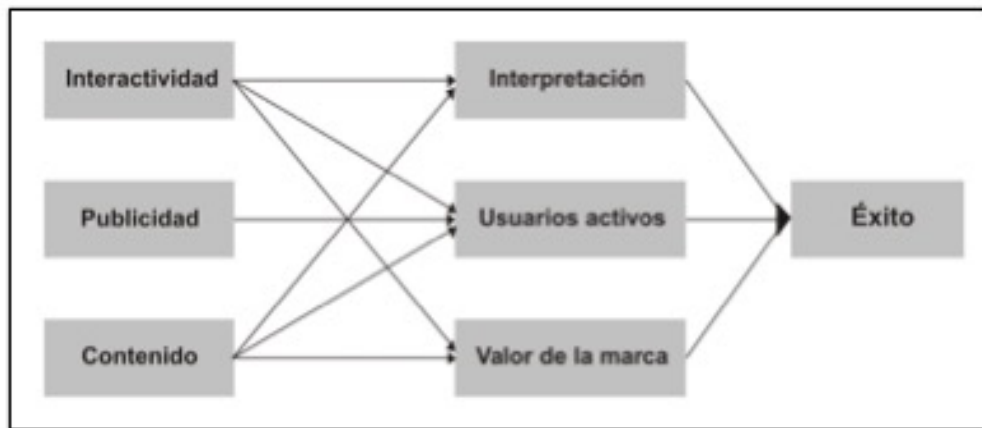 Interactividad
Interpretación
Publicidad
Usuarios activos
Éxito
Contenido
Valor de la marca